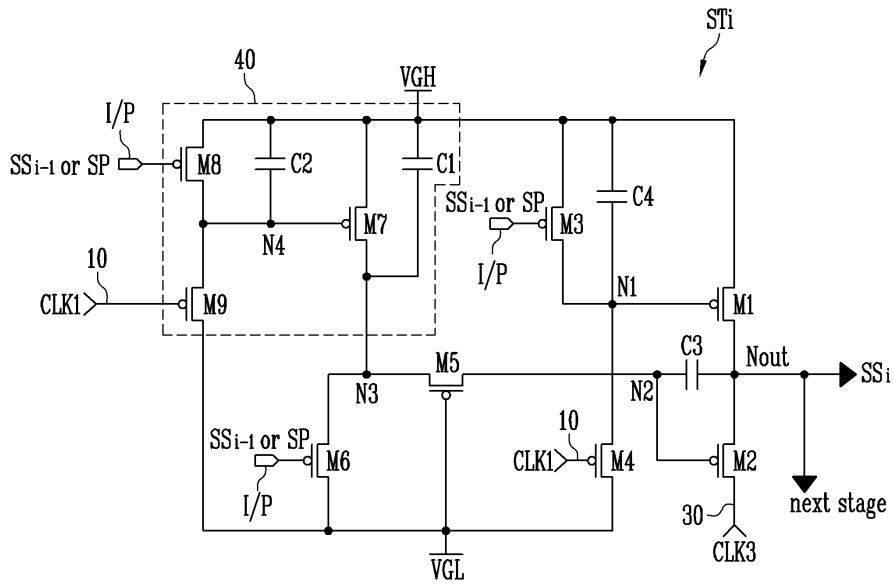 STi
40
VGH
I/P
M8
C2
C1
SSi-1 or SP
M7
SSi-1 or SP
M3
C4
N4
I/P
10
N1
CLK1
M9
M1
M5
C3
Nout
SSi
N3
N2
SSi-1 or SP
10
M6
CLK1
M4
M2
I/P
next stage
30
VGL
CLK3